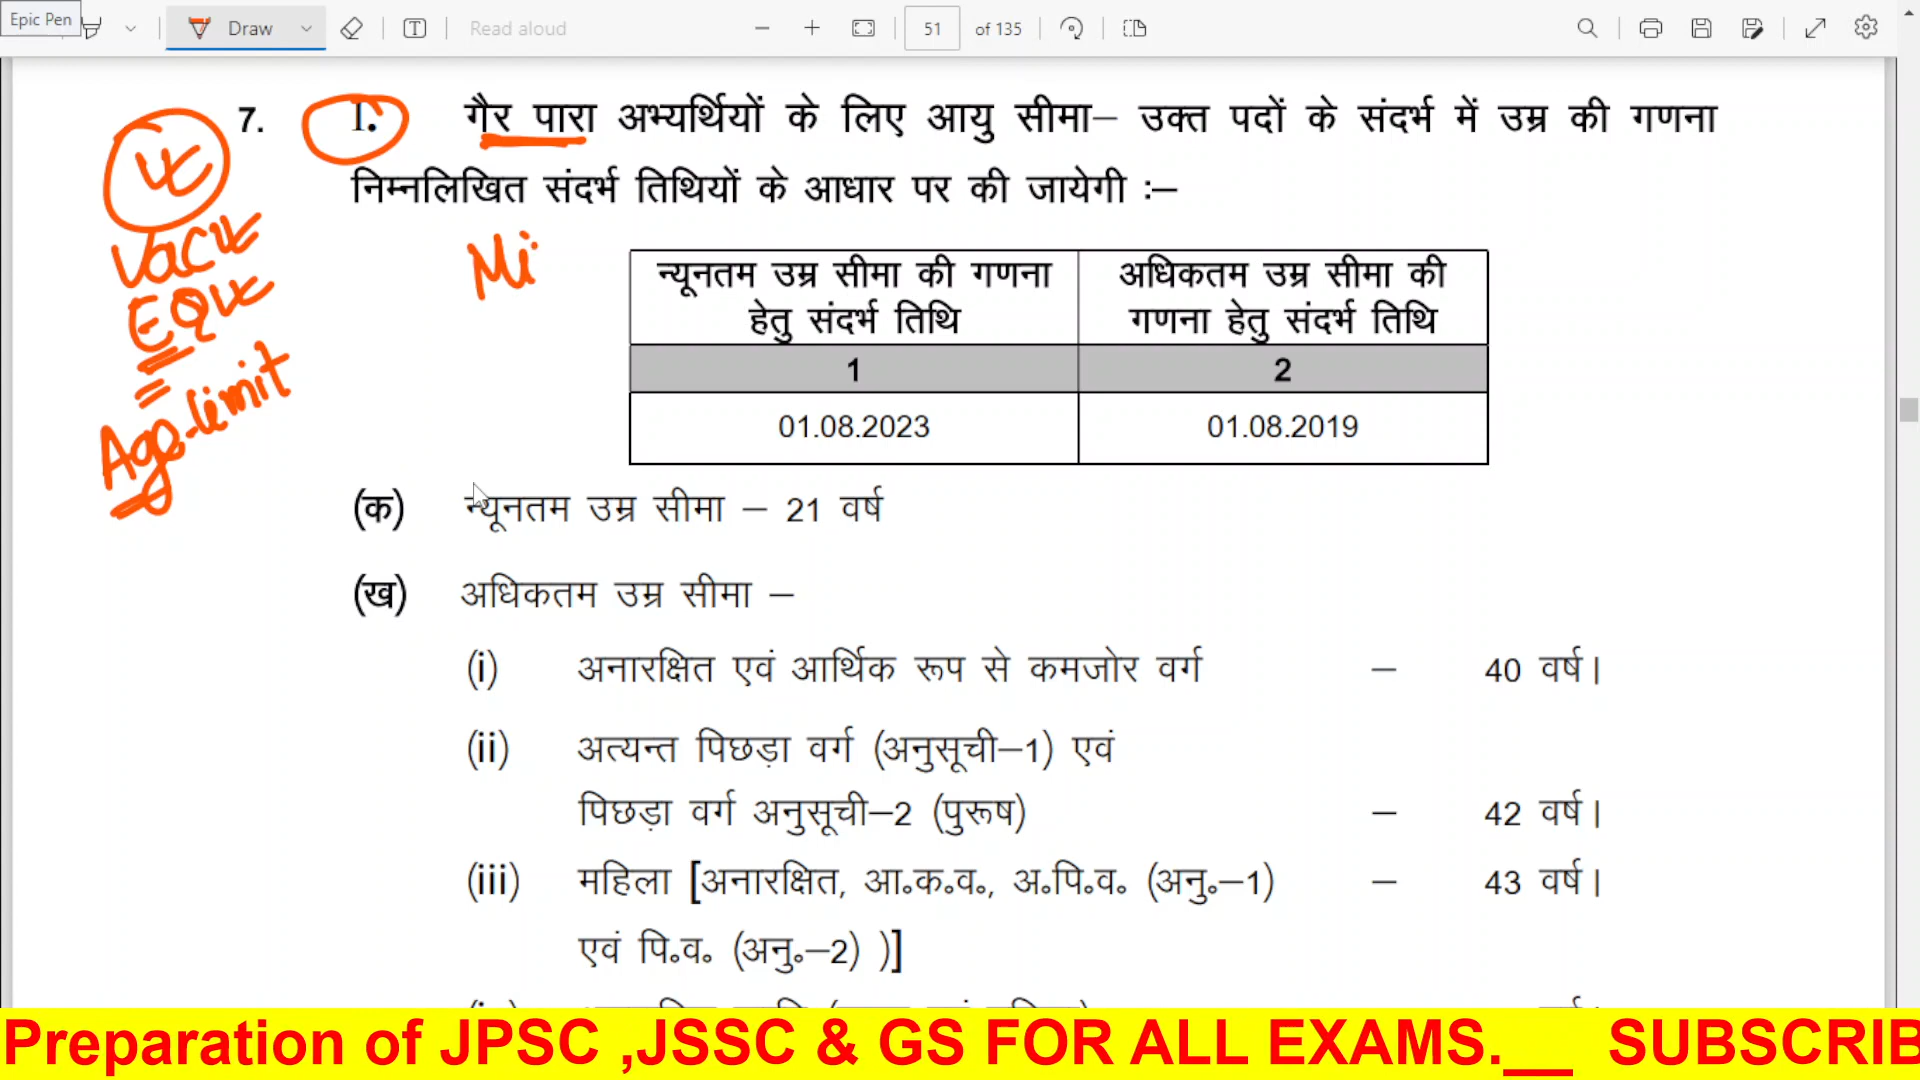 Epic Pen
Draw
Read aloud
51 of 135
7. I. गैर पारा अभ्यर्थियों के लिए आयु सीमा– उक्त पदों के संदर्भ में उम्र की गणना
निम्नलिखित संदर्भ तिथियों के आधार पर की जायेगी :–
Mi
Vac
EQ
Age-limit
न्यूनतम उम्र सीमा की गणना
हेतु संदर्भ तिथि
अधिकतम उम्र सीमा की
गणना हेतु संदर्भ तिथि
1 2
01.08.2023 01.08.2019
(क) न्यूनतम उम्र सीमा – 21 वर्ष
(ख) अधिकतम उम्र सीमा –
(i) अनारक्षित एवं आर्थिक रूप से कमजोर वर्ग – 40 वर्ष।
(ii) अत्यन्त पिछड़ा वर्ग (अनुसूची–1) एवं
पिछड़ा वर्ग अनुसूची–2 (पुरूष) – 42 वर्ष।
(iii) महिला [अनारक्षित, आ॰क॰व॰, अ॰पि॰व॰ (अनु॰–1) – 43 वर्ष।
एवं पि॰व॰ (अनु॰–2) )]
Preparation of JPSC ,JSSC & GS FOR ALL EXAMS.__ SUBSCRIB